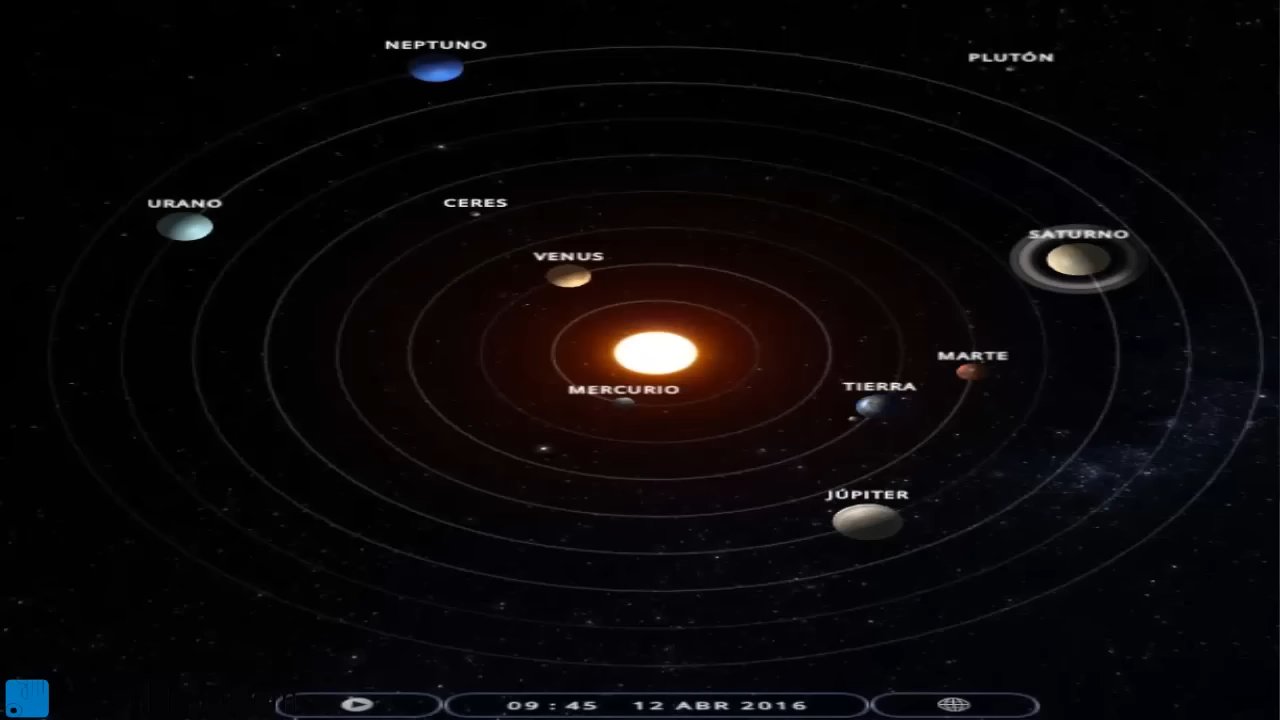 NEPTUNO
PLUTÓN
URANO
CERES
SATURNO
VENUS
MARTE
TIERRA
MERCURIO
JÚPITER
09 : 45 12 ABR 2016